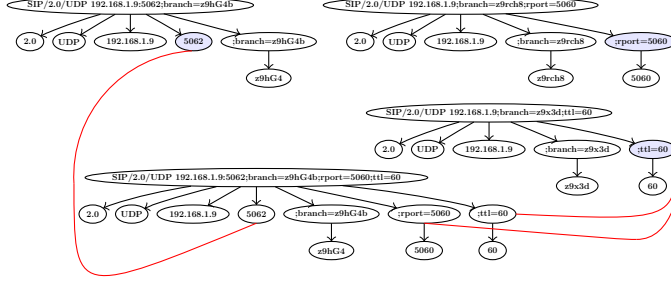 SIP/2.0/UDP 192.168.1.9:5062;branch=z9hG4b
2.0 UDP 192.168.1.9 5062 ;branch=z9hG4b
z9hG4
SIP/2.0/UDP 192.168.1.9;branch=z9rch8;rport=5060
2.0 UDP 192.168.1.9 ;branch=z9rch8 ;rport=5060
z9rch8 5060
SIP/2.0/UDP 192.168.1.9;branch=z9x3d;ttl=60
2.0 UDP 192.168.1.9 ;branch=z9x3d ;ttl=60
z9x3d 60
SIP/2.0/UDP 192.168.1.9:5062;branch=z9hG4b;rport=5060;ttl=60
2.0 UDP 192.168.1.9 5062 ;branch=z9hG4b ;rport=5060 ;ttl=60
z9hG4 5060 60